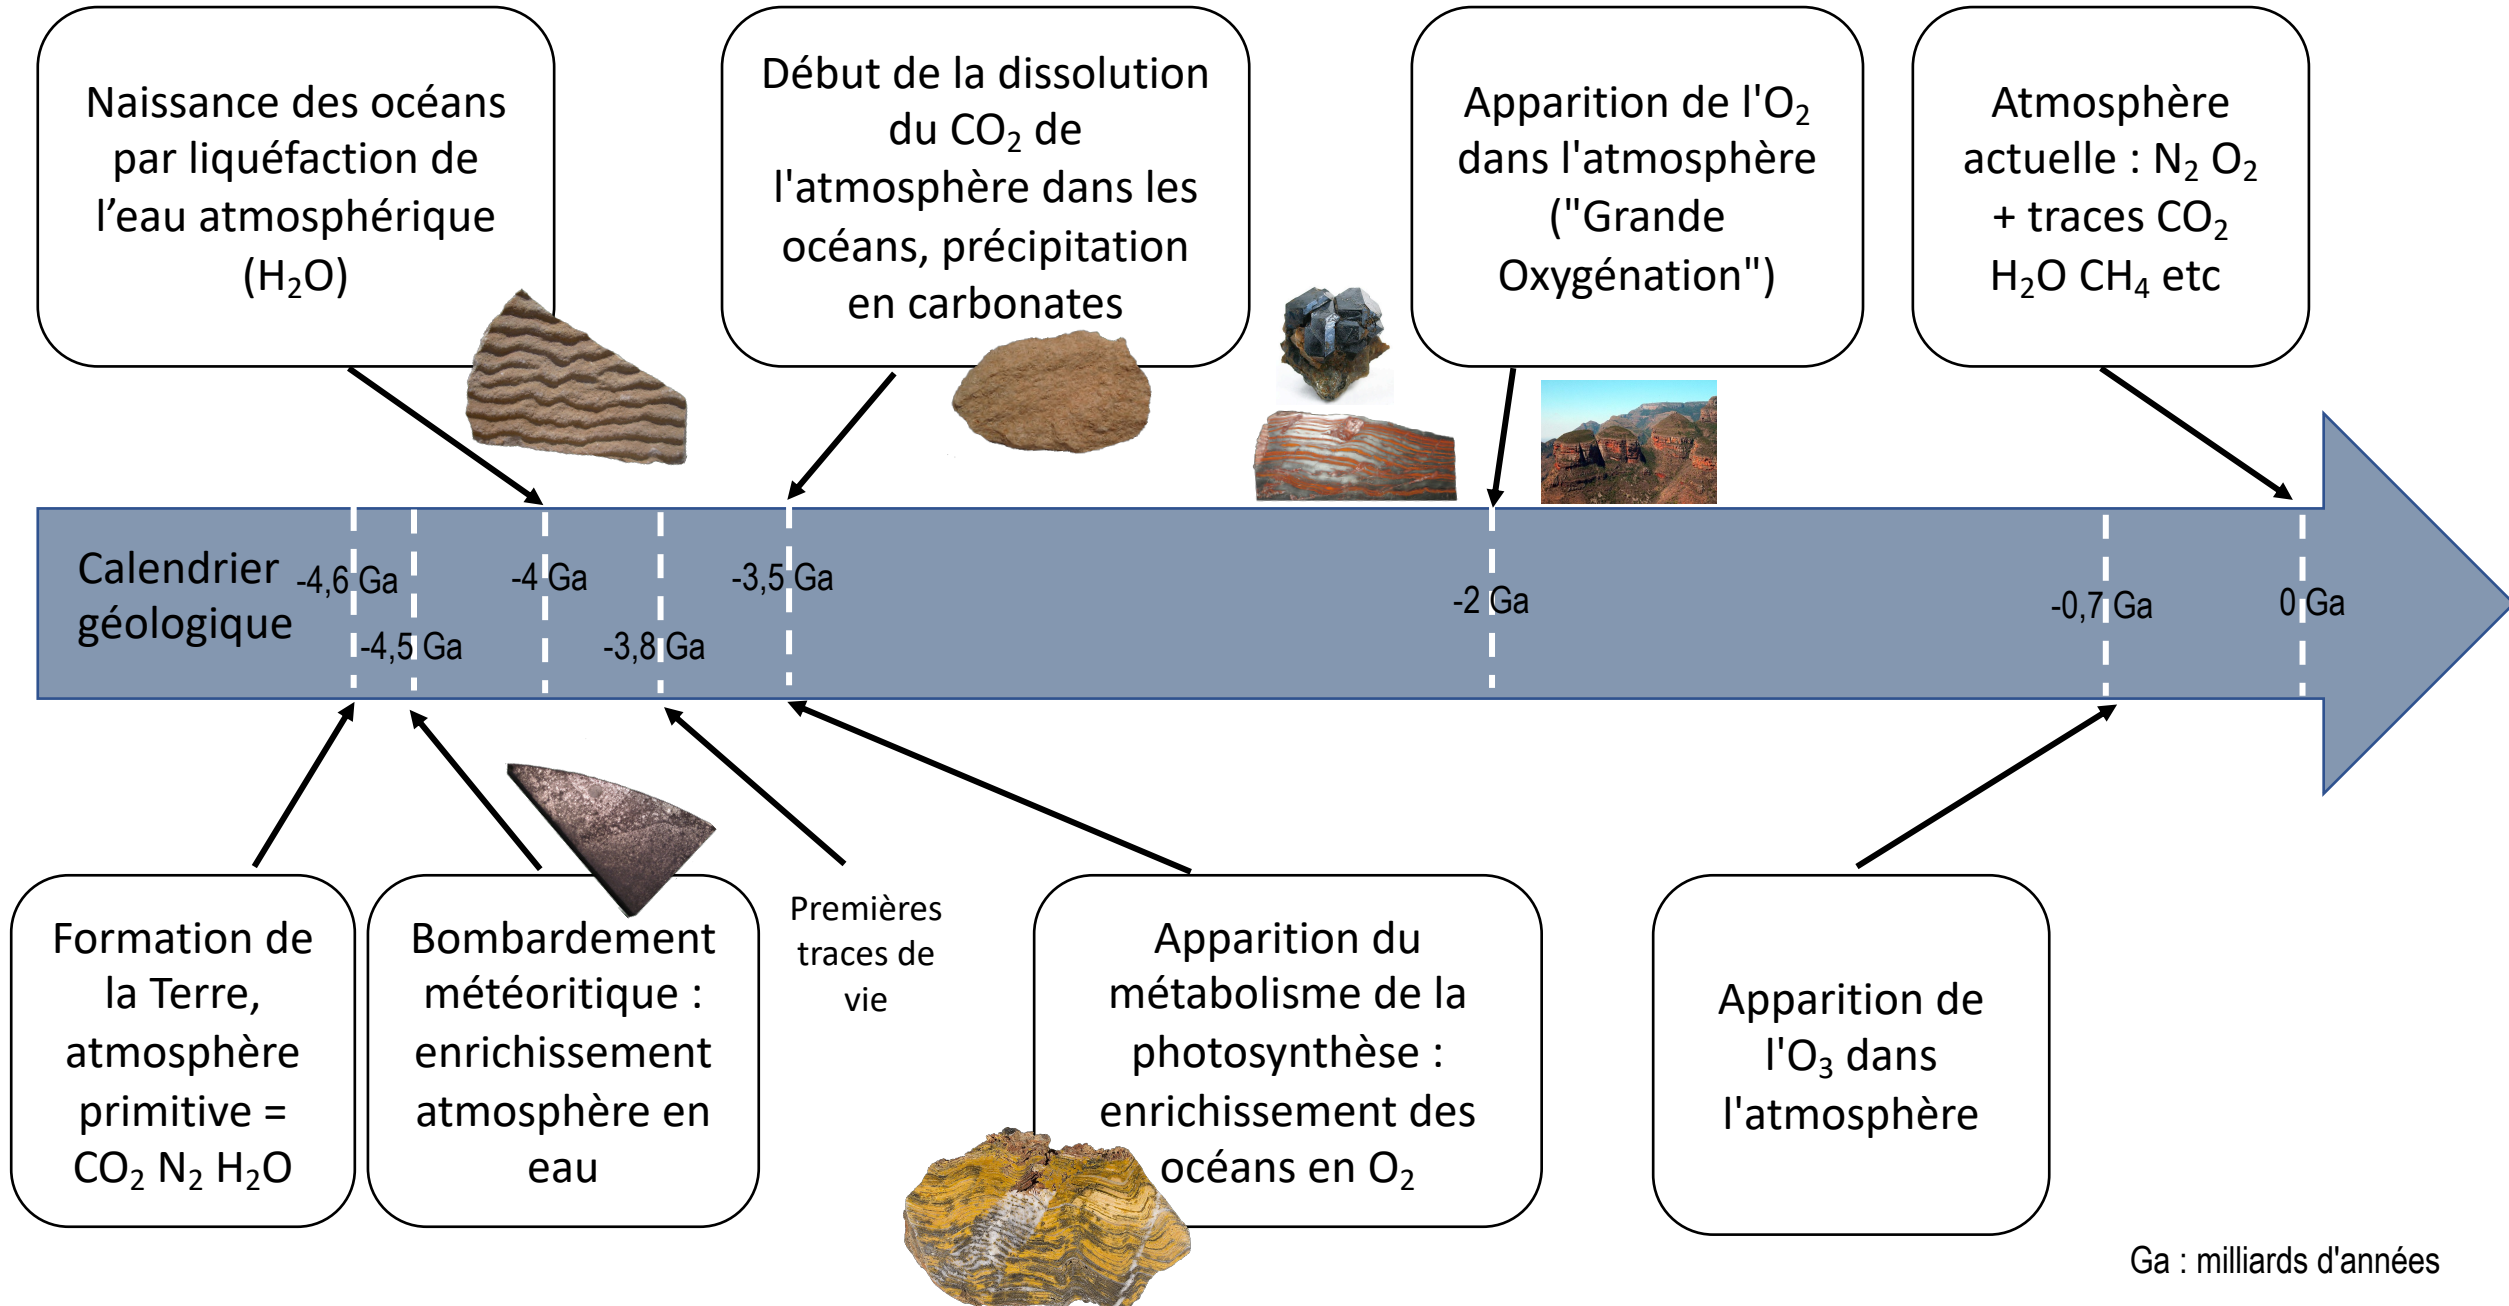 Naissance des océans
par liquéfaction de
l’eau atmosphérique
(H₂O)
Début de la dissolution
du CO₂ de
l'atmosphère dans les
océans, précipitation
en carbonates
Apparition de l'O₂
dans l'atmosphère
("Grande
Oxygénation")
Atmosphère
actuelle : N₂ O₂
+ traces CO₂
H₂O CH₄ etc
Calendrier
géologique
-4,6 Ga
-4,5 Ga
-4 Ga
-3,8 Ga
-3,5 Ga
-2 Ga
-0,7 Ga
0 Ga
Formation de
la Terre,
atmosphère
primitive =
CO₂ N₂ H₂O
Bombardement
météoritique :
enrichissement
atmosphère en
eau
Premières
traces de
vie
Apparition du
métabolisme de la
photosynthèse :
enrichissement des
océans en O₂
Apparition de
l'O₃ dans
l'atmosphère
Ga : milliards d'années